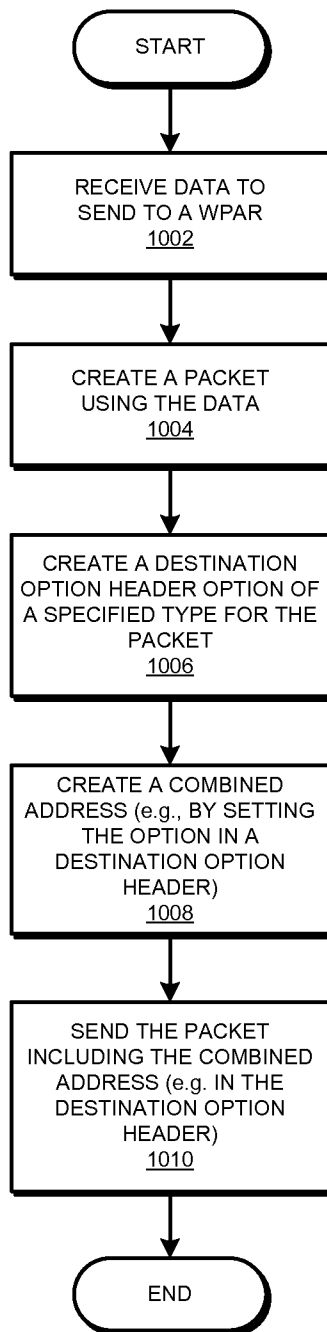 START
RECEIVE DATA TO
SEND TO A WPAR
1002
CREATE A PACKET
USING THE DATA
1004
CREATE A DESTINATION
OPTION HEADER OPTION OF
A SPECIFIED TYPE FOR THE
PACKET
1006
CREATE A COMBINED
ADDRESS (e.g., BY SETTING
THE OPTION IN A
DESTINATION OPTION
HEADER)
1008
SEND THE PACKET
INCLUDING THE COMBINED
ADDRESS (e.g. IN THE
DESTINATION OPTION
HEADER)
1010
END